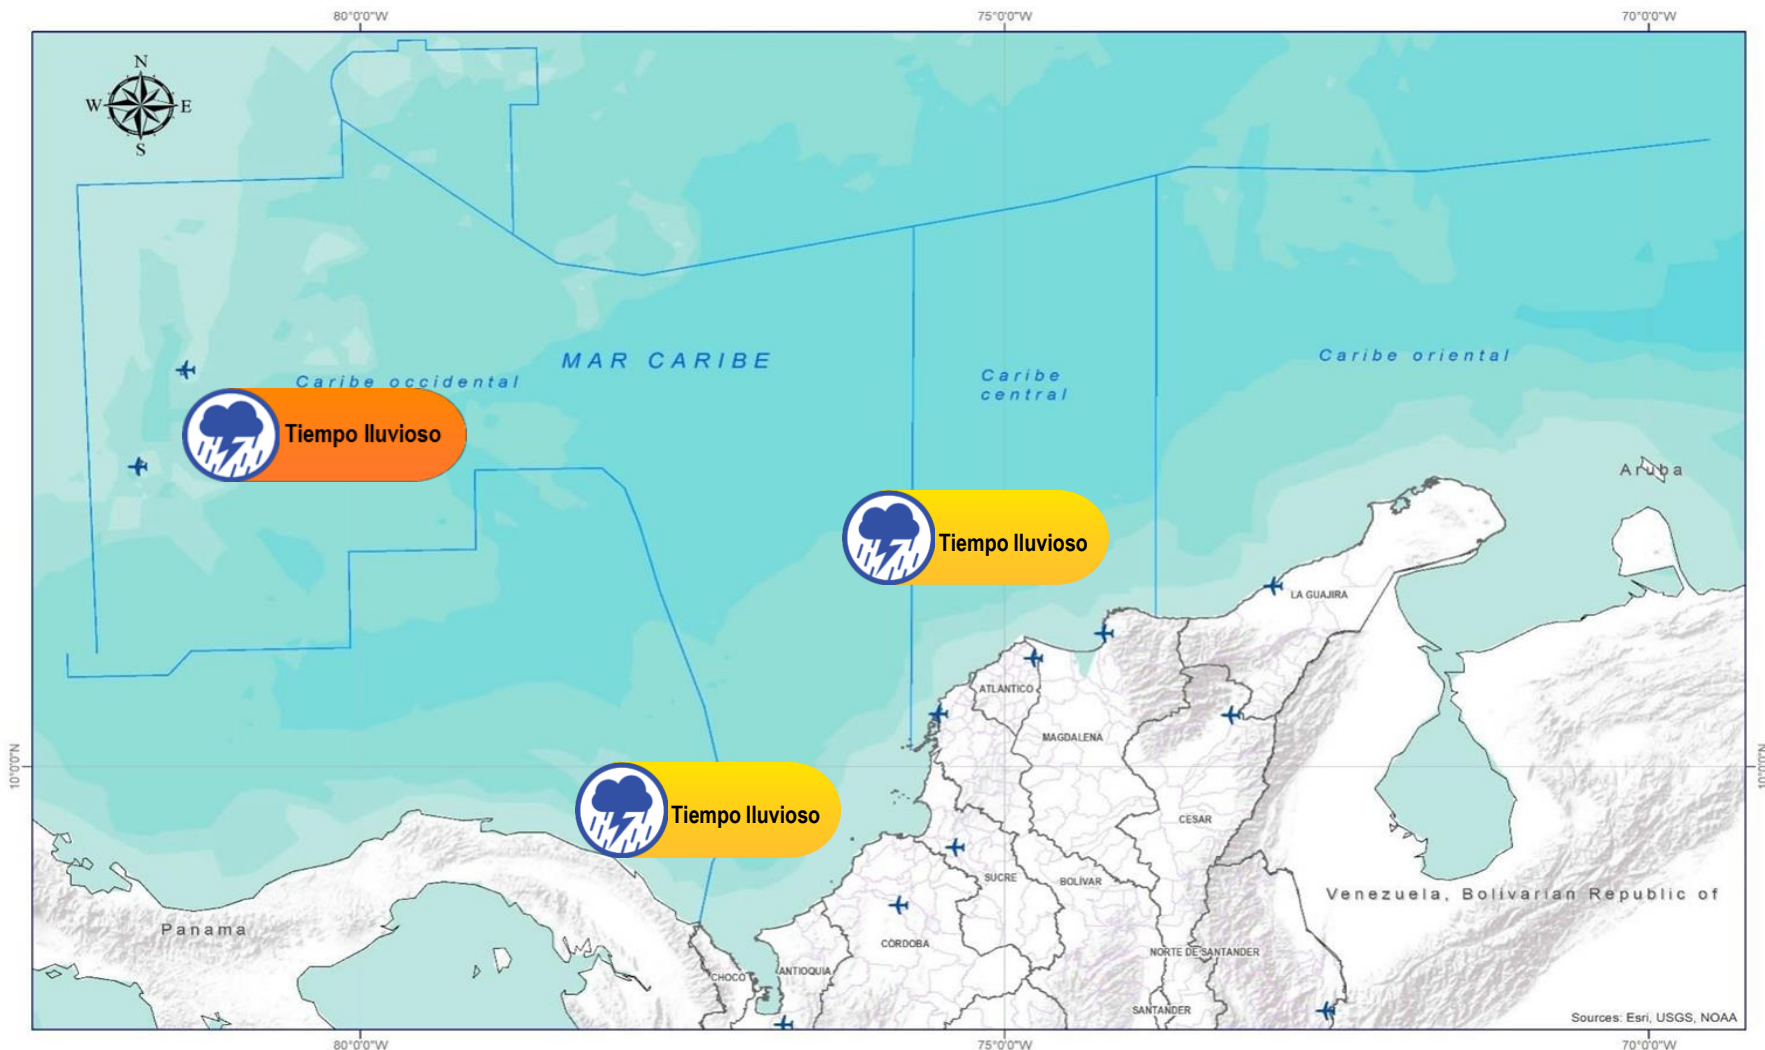 80°0'0"W
75°0'0"W
70°0'0"W
N
W
E
S
MAR CARIBE
Caribe oriental
Caribe
central
Caribe occidental
Tiempo lluvioso
Aruba
Tiempo lluvioso
LA GUAJIRA
ATLANTICO
MAGDALENA
10°0'0"N
10°0'0"N
Tiempo lluvioso
CESAR
SUCRE
BOLÍVAR
Venezuela, Bolivarian Republic of
Panama
CÓRDOBA
NORTE DE SANTANDER
CHOCO
ANTIOQUIA
SANTANDER
Sources: Esri, USGS, NOAA
80°0'0"W
75°0'0"W
70°0'0"W